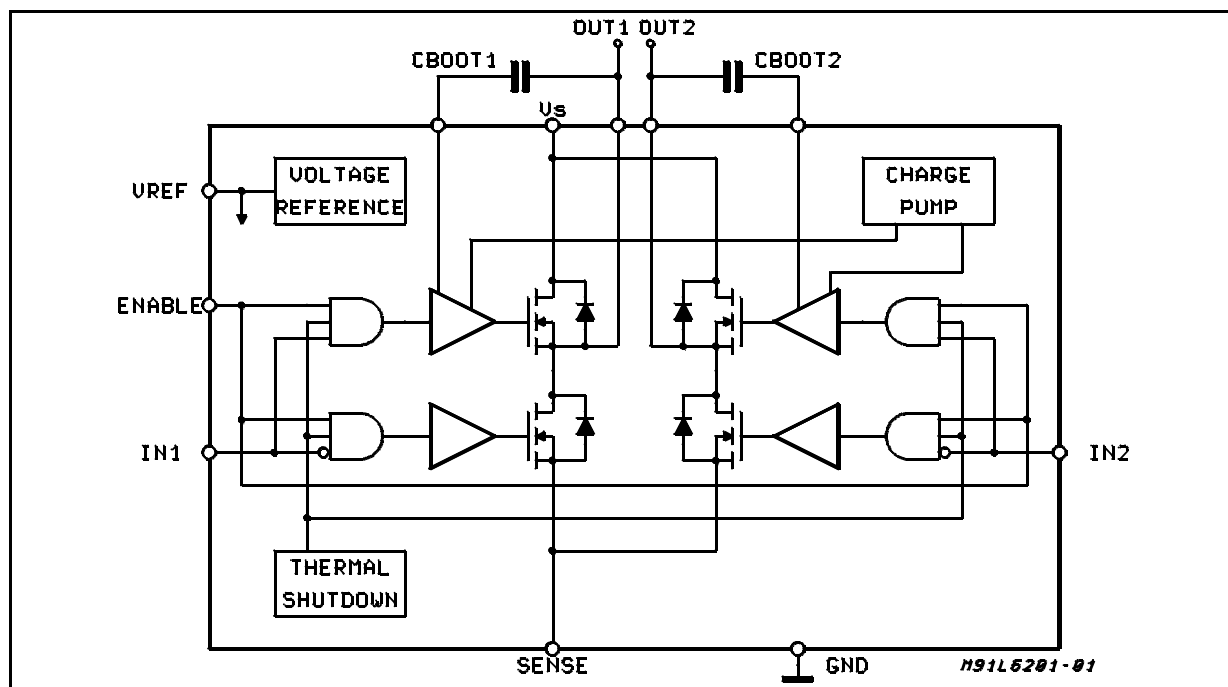 OUT1 OUT2
CBOOT1
CBOOT2
Vs
VOLTAGE
REFERENCE
CHARGE
PUMP
VREF
ENABLE
IN1
IN2
THERMAL
SHUTDOWN
SENSE
GND
M91L6201-01